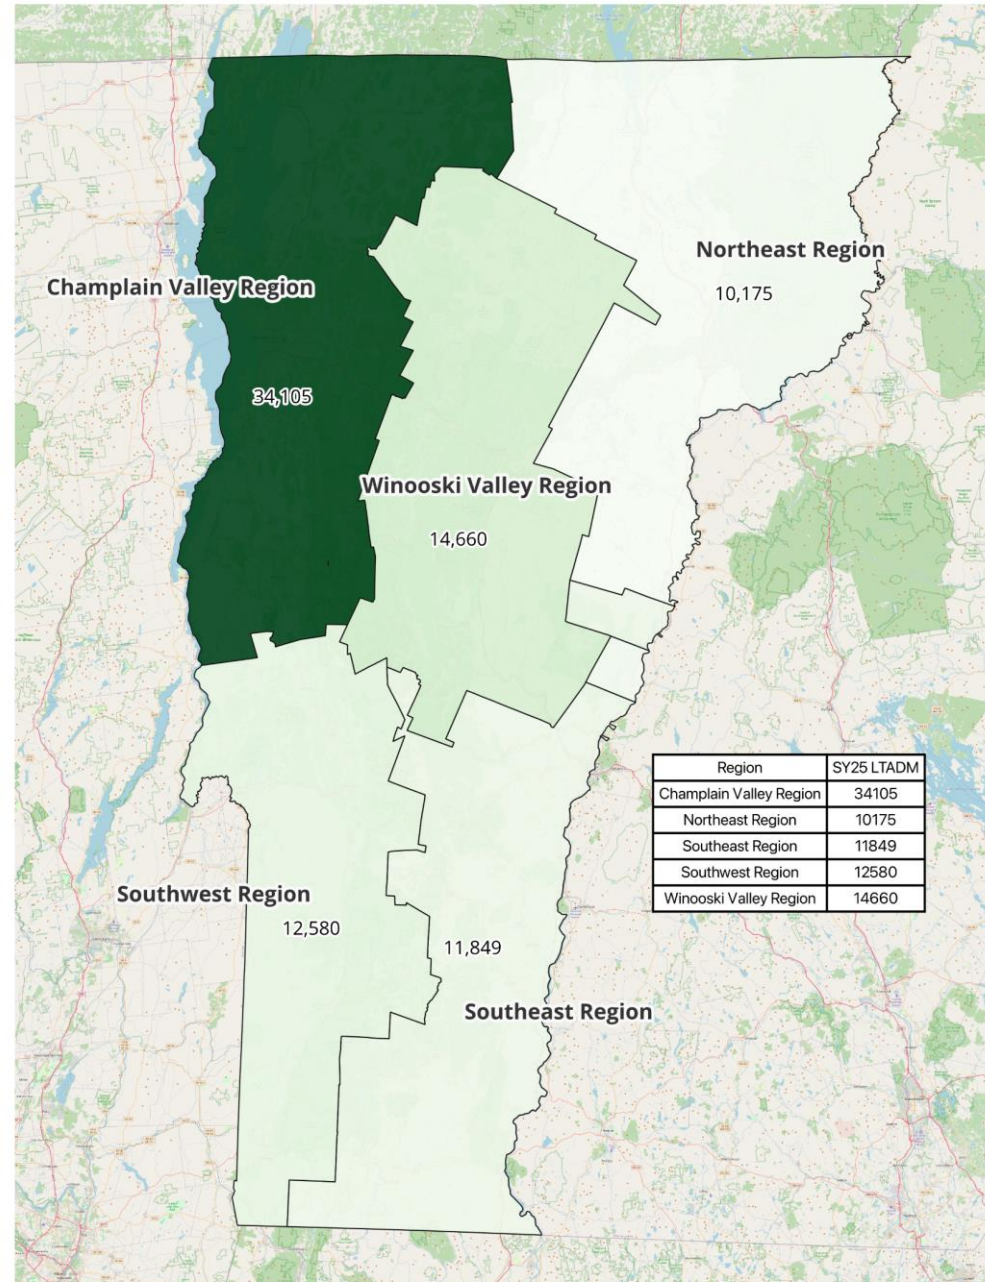 Northeast Region
10,175
Champlain Valley Region
34,105
Winooski Valley Region
14,660
Region SY25 LTADM
Champlain Valley Region 34105
Northeast Region 10175
Southeast Region 11849
Southwest Region 12580
Winooski Valley Region 14660
Southwest Region
12,580
11,849
Southeast Region